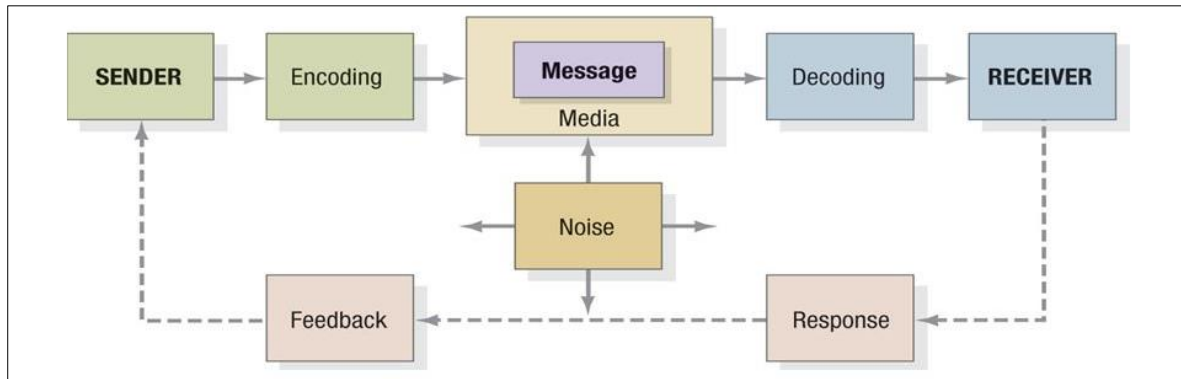 SENDER
Encoding
Message
Media
Decoding
RECEIVER
Noise
Feedback
Response